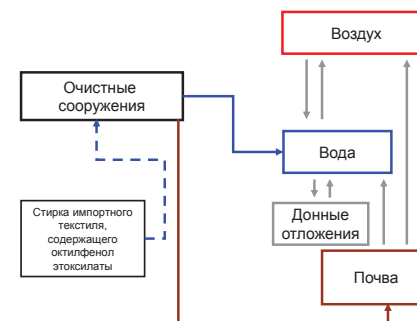 Воздух
Очистные
сооружения
Вода
Стирка импортного
текстиля,
содержащего
октилфенол
этоксилаты
Донные
отложения
Почва